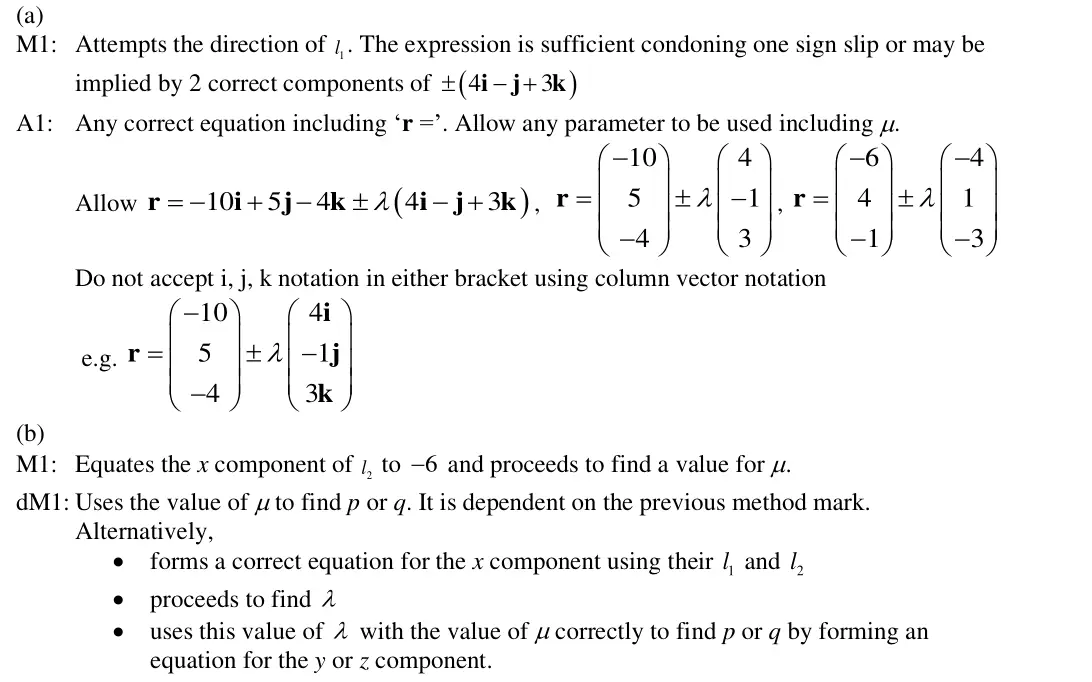 (a)
M1: Attempts the direction of l₁. The expression is sufficient condoning one sign slip or may be
implied by 2 correct components of ±(4i − j + 3k)
A1: Any correct equation including ‘r =’. Allow any parameter to be used including μ.
Allow r = −10i + 5j − 4k ± λ(4i − j + 3k), r = (−10 5 −4) ± λ (4 −1 3), r = (−6 4 −1) ± λ (−4 1 −3)
Do not accept i, j, k notation in either bracket using column vector notation
e.g. r = (−10 5 −4) ± λ (4i −1j 3k)
(b)
M1: Equates the x component of l₂ to −6 and proceeds to find a value for μ.
dM1: Uses the value of μ to find p or q. It is dependent on the previous method mark.
Alternatively,
• forms a correct equation for the x component using their l₁ and l₂
• proceeds to find λ
• uses this value of λ with the value of μ correctly to find p or q by forming an
equation for the y or z component.